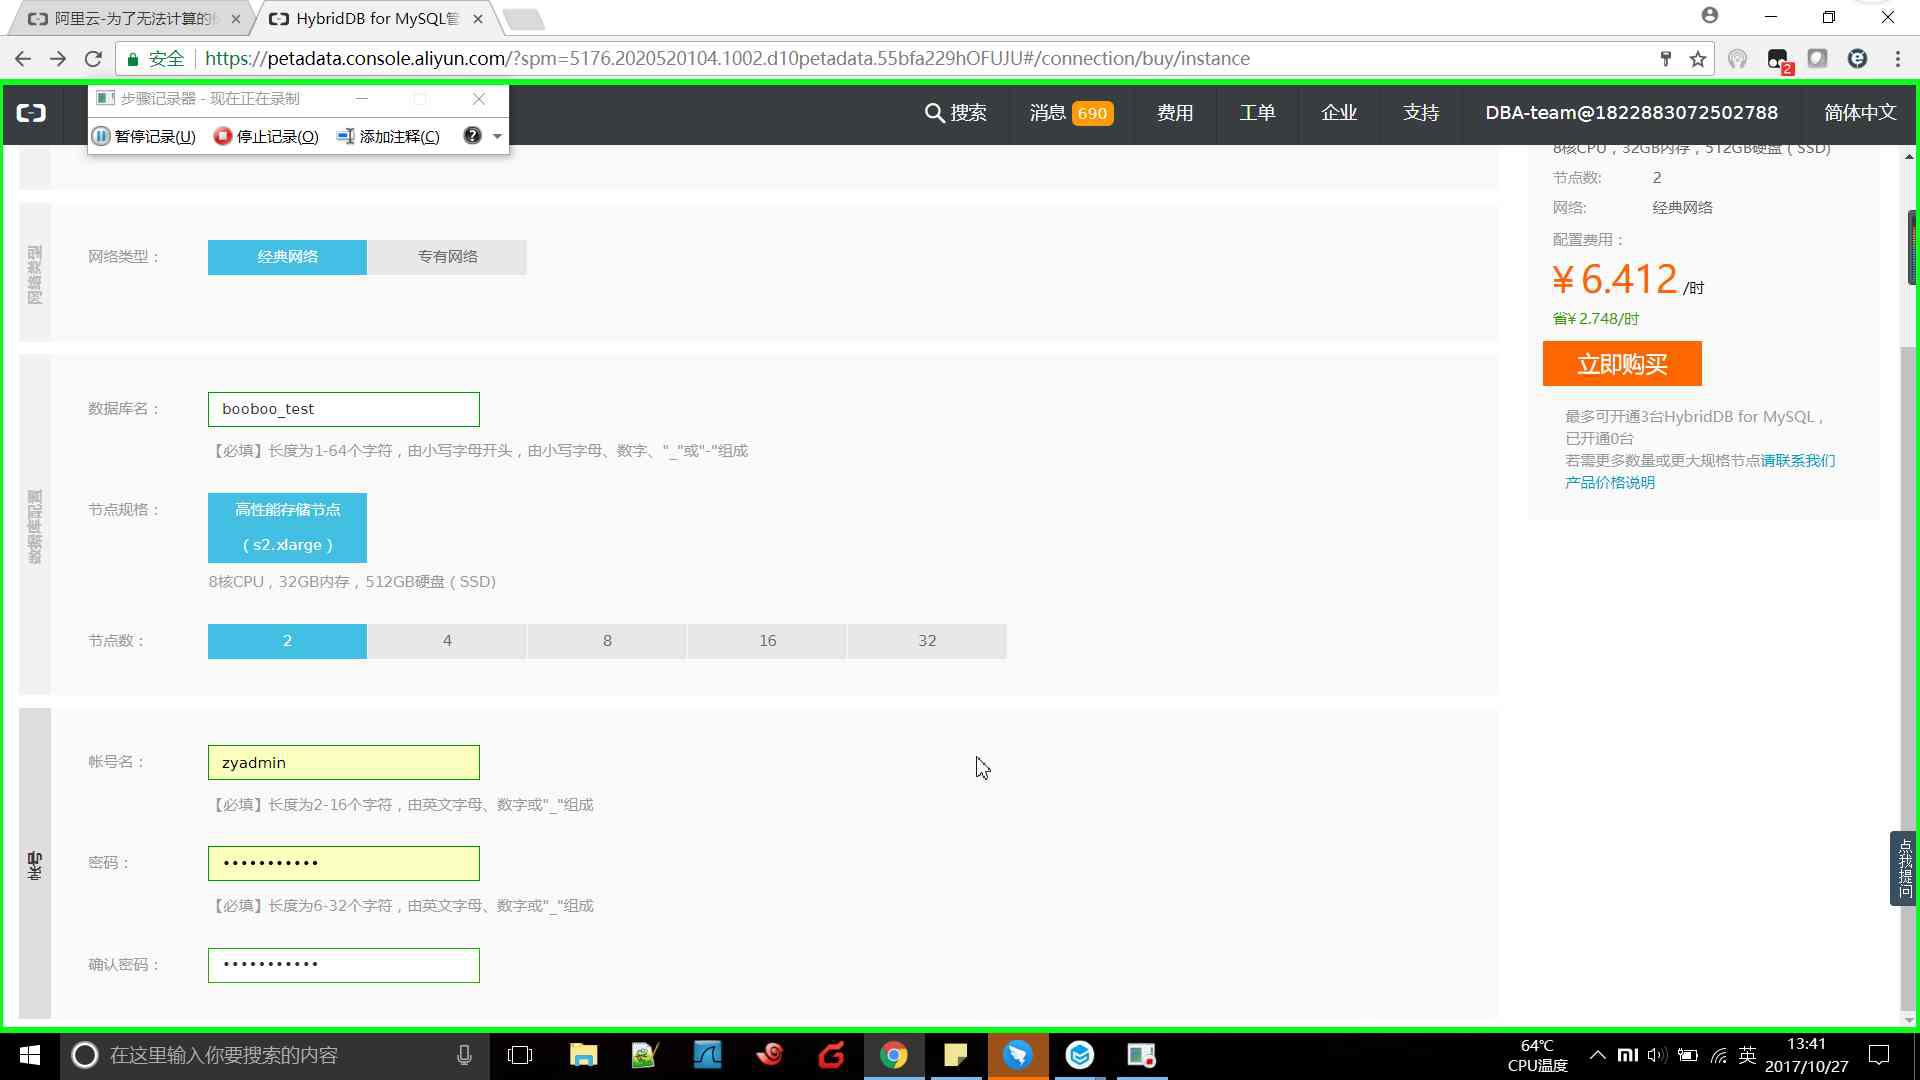 阿里云-为了无法计算的
HybridDB for MySQL管
安全
https://petadata.console.aliyun.com/?spm=5176.2020520104.1002.d10petadata.55bfa229hOFUJU#/connection/buy/instance
2
步骤记录器 - 现在正在录制
暂停记录(U)
停止记录(O)
添加注释(C)
搜索
消息 690
费用
工单
企业
支持
DBA-team@1822883072502788
简体中文
网络类型
网络类型：
经典网络
专有网络
数据库配置
数据库名：
booboo_test
【必填】长度为1-64个字符，由小写字母开头，由小写字母、数字、"_"或"-"组成
节点规格：
高性能存储节点
（s2.xlarge）
8核CPU，32GB内存，512GB硬盘（SSD）
节点数：
2
4
8
16
32
帐号
帐号名：
zyadmin
【必填】长度为2-16个字符，由英文字母、数字或"_"组成
密码：
•••••••••••
【必填】长度为6-32个字符，由英文字母、数字或"_"组成
确认密码：
•••••••••••
8核CPU，32GB内存，512GB硬盘（SSD）
节点数: 2
网络: 经典网络
配置费用：
¥ 6.412 /时
省¥ 2.748/时
立即购买
最多可开通3台HybridDB for MySQL，
已开通0台
若需更多数量或更大规格节点请联系我们
产品价格说明
点我提问
在这里输入你要搜索的内容
64℃
CPU温度
英
13:41
2017/10/27